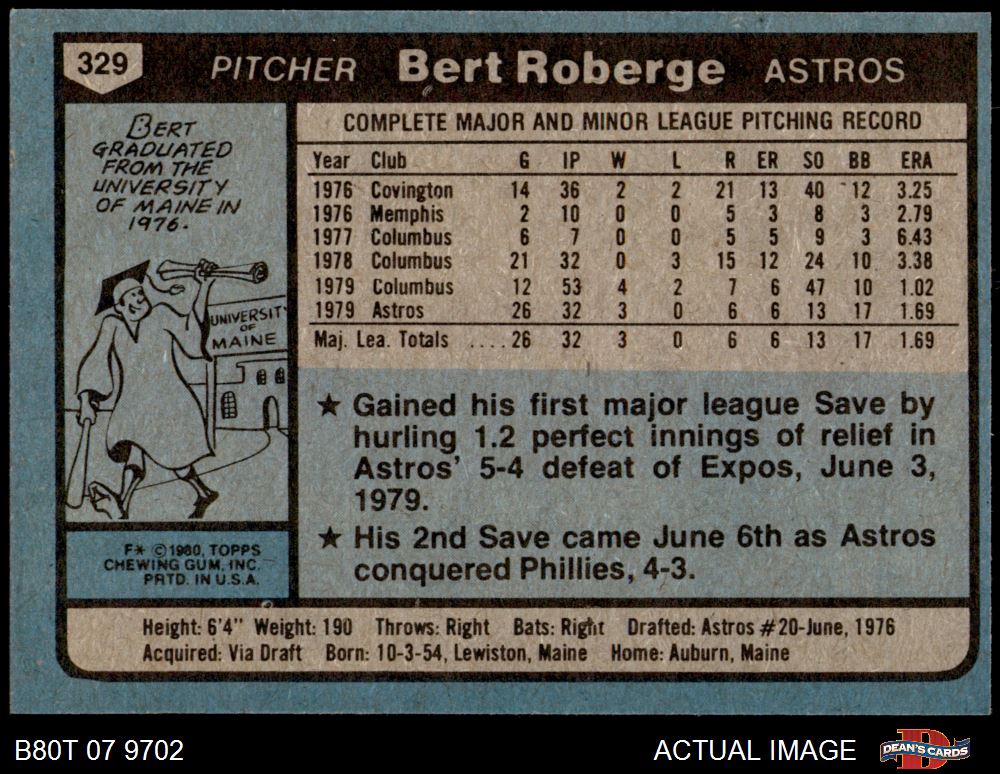 329 PITCHER Bert Roberge ASTROS
BERT
GRADUATED
FROM THE
UNIVERSITY
OF MAINE IN
1976.
UNIVERSIT
OF
MAINE
F* © 1980, TOPPS
CHEWING GUM, INC.
PRTD. IN U.S.A.
COMPLETE MAJOR AND MINOR LEAGUE PITCHING RECORD
Year Club G IP W L R ER SO BB ERA
1976 Covington 14 36 2 2 21 13 40 12 3.25
1976 Memphis 2 10 0 0 5 3 8 3 2.79
1977 Columbus 6 7 0 0 5 5 9 3 6.43
1978 Columbus 21 32 0 3 15 12 24 10 3.38
1979 Columbus 12 53 4 2 7 6 47 10 1.02
1979 Astros 26 32 3 0 6 6 13 17 1.69
Maj. Lea. Totals ....26 32 3 0 6 6 13 17 1.69
★ Gained his first major league Save by
hurling 1.2 perfect innings of relief in
Astros' 5-4 defeat of Expos, June 3,
1979.
★ His 2nd Save came June 6th as Astros
conquered Phillies, 4-3.
Height: 6'4" Weight: 190 Throws: Right Bats: Right Drafted: Astros #20-June, 1976
Acquired: Via Draft Born: 10-3-54, Lewiston, Maine Home: Auburn, Maine
B80T 07 9702 ACTUAL IMAGE DEAN'S CARDS